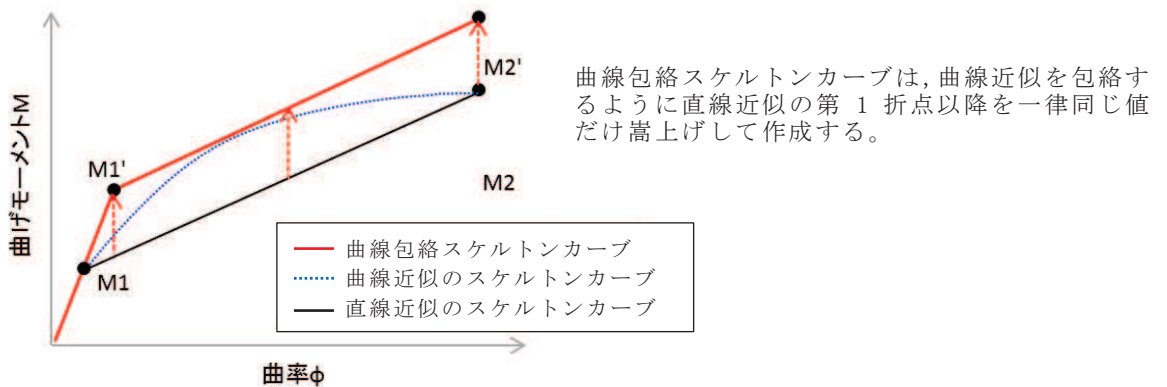 曲げモーメントM
M2'
M1'
M2
M1
曲率φ
曲線包絡スケルトンカーブは,曲線近似を包絡す
るように直線近似の第 1 折点以降を一律同じ値
だけ嵩上げして作成する。
曲線包絡スケルトンカーブ
曲線近似のスケルトンカーブ
直線近似のスケルトンカーブ